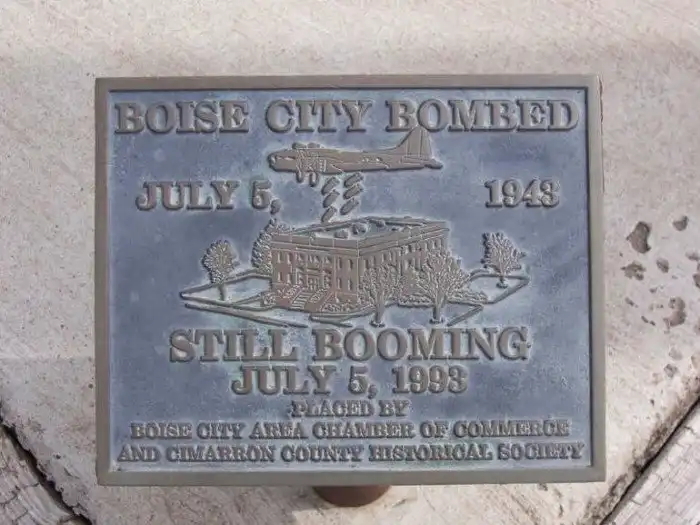 BOISE CITY BOMBED
JULY 5, 1943
STILL BOOMING
JULY 5, 1993
PLACED BY
BOISE CITY AREA CHAMBER OF COMMERCE
AND CIMARRON COUNTY HISTORICAL SOCIETY